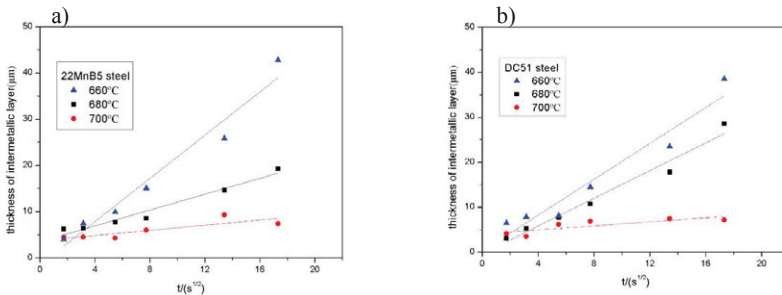 a)
thickness of intermetallic layer(μm)
50
40
30
20
10
0
22MnB5 steel
660°C
680°C
700°C
0 4 8 12 16 20
t/(s1/2)
b)
thickness of intermetallic layer(μm)
50
40
30
20
10
0
DC51 steel
660°C
680°C
700°C
0 4 8 12 16 20
t/(s1/2)